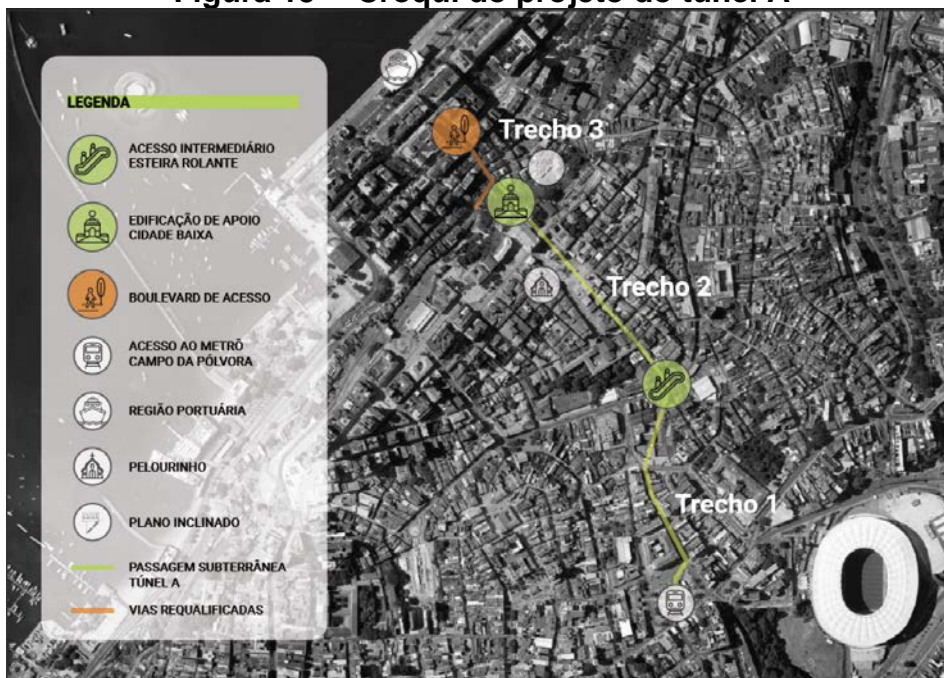 LEGENDA
ACESSO INTERMEDIÁRIO
ESTEIRA ROLANTE
EDIFICAÇÃO DE APOIO
CIDADE BAIXA
BOULEVARD DE ACESSO
ACESSO AO METRÔ
CAMPO DA PÓLVORA
REGIÃO PORTUÁRIA
PELOURINHO
PLANO INCLINADO
PASSAGEM SUBTERRÂNEA
TÚNEL A
VIAS REQUALIFICADAS
Trecho 3
Trecho 2
Trecho 1